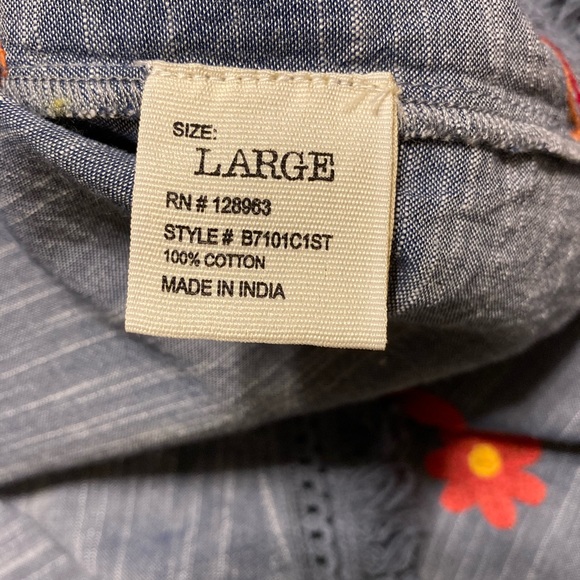 SIZE:
LARGE
RN # 128963
STYLE # B7101C1ST
100% COTTON
MADE IN INDIA